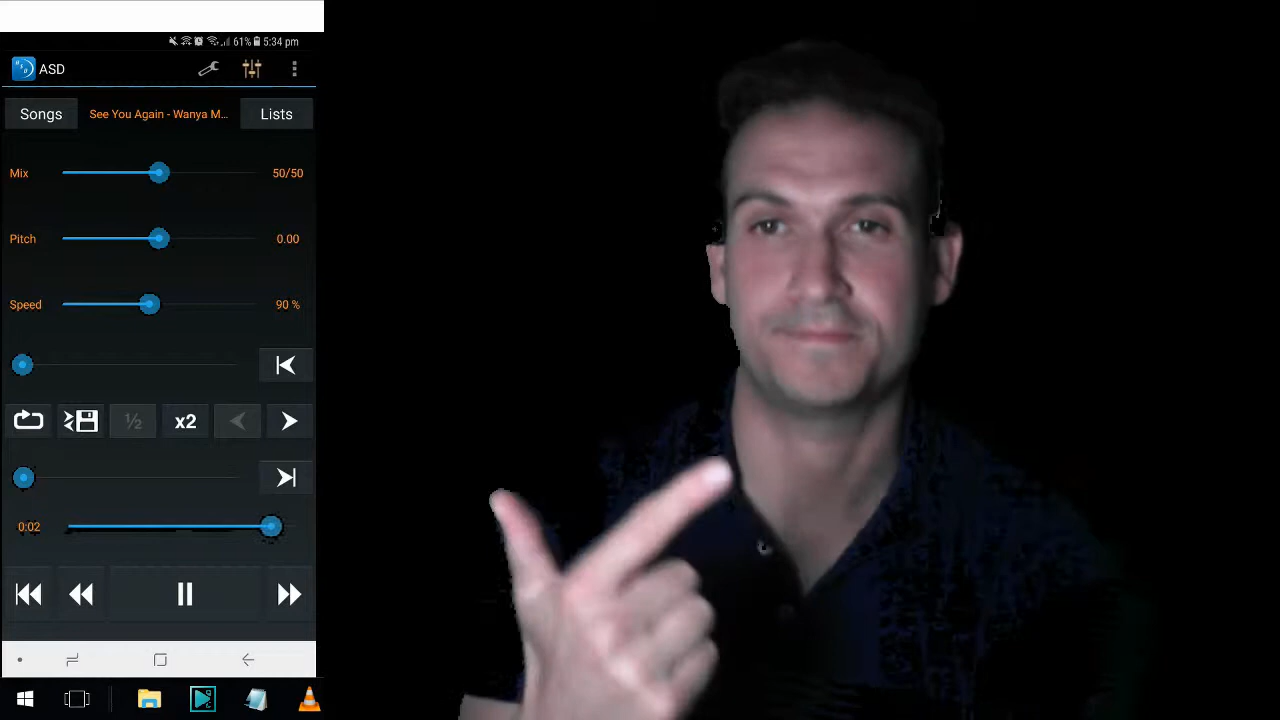 61% 5:34 pm
ASD
Songs See You Again - Wanya M... Lists
Mix 50/50
Pitch 0.00
Speed 90 %
½ x2
0:02